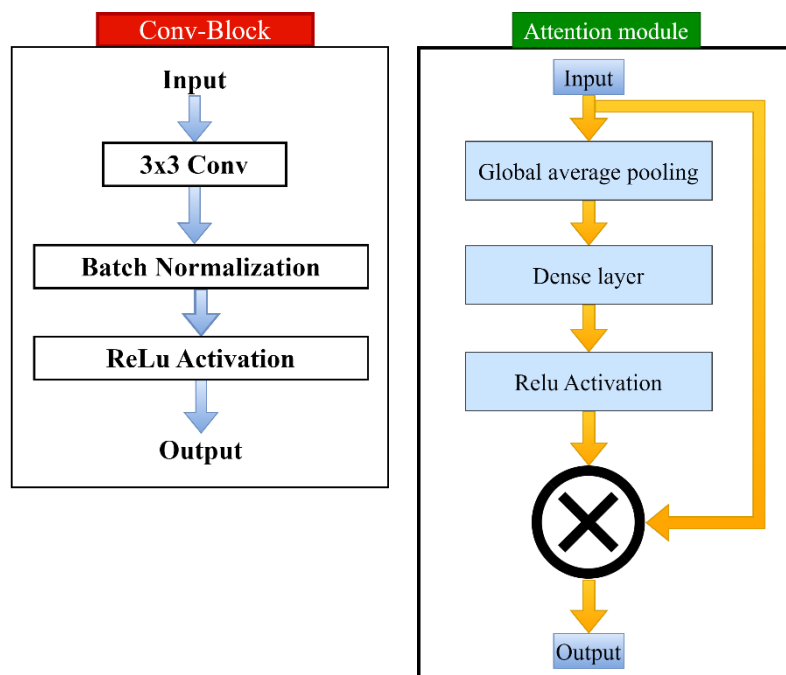 Conv-Block
Input
3x3 Conv
Batch Normalization
ReLu Activation
Output
Attention module
Input
Global average pooling
Dense layer
Relu Activation
Output